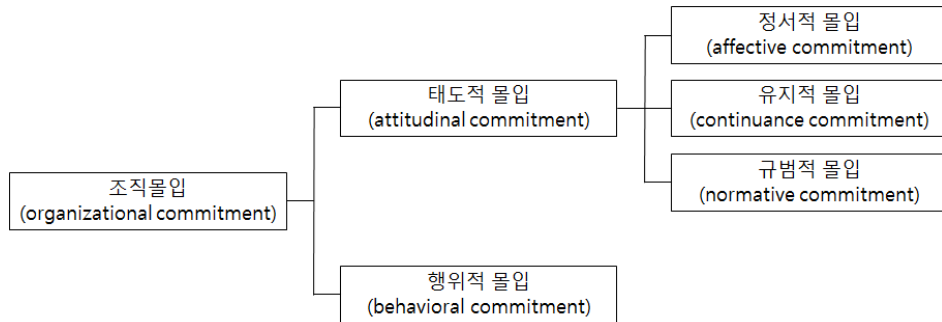 조직몰입
(organizational commitment)
태도적 몰입
(attitudinal commitment)
정서적 몰입
(affective commitment)
유지적 몰입
(continuance commitment)
규범적 몰입
(normative commitment)
행위적 몰입
(behavioral commitment)